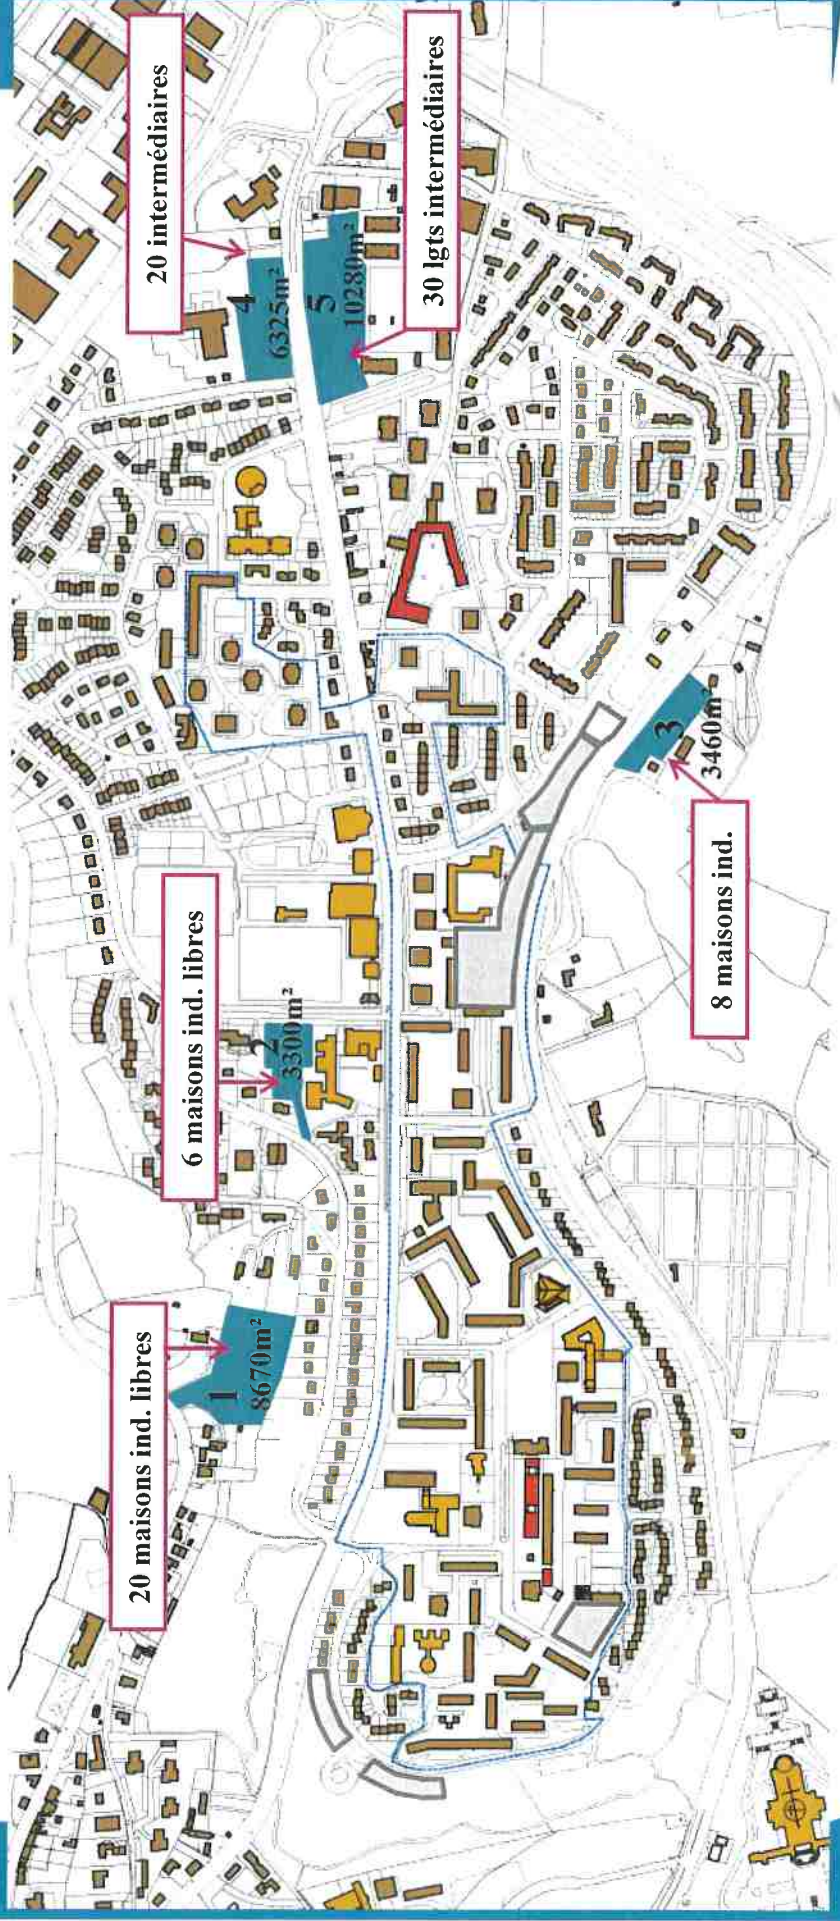 20 maisons ind. libres
1
8670m²
6 maisons ind. libres
2
3300m²
8 maisons ind.
3
3460m²
20 intermédiaires
4
6325m²
30 lgts intermédiaires
5
10280m²
6